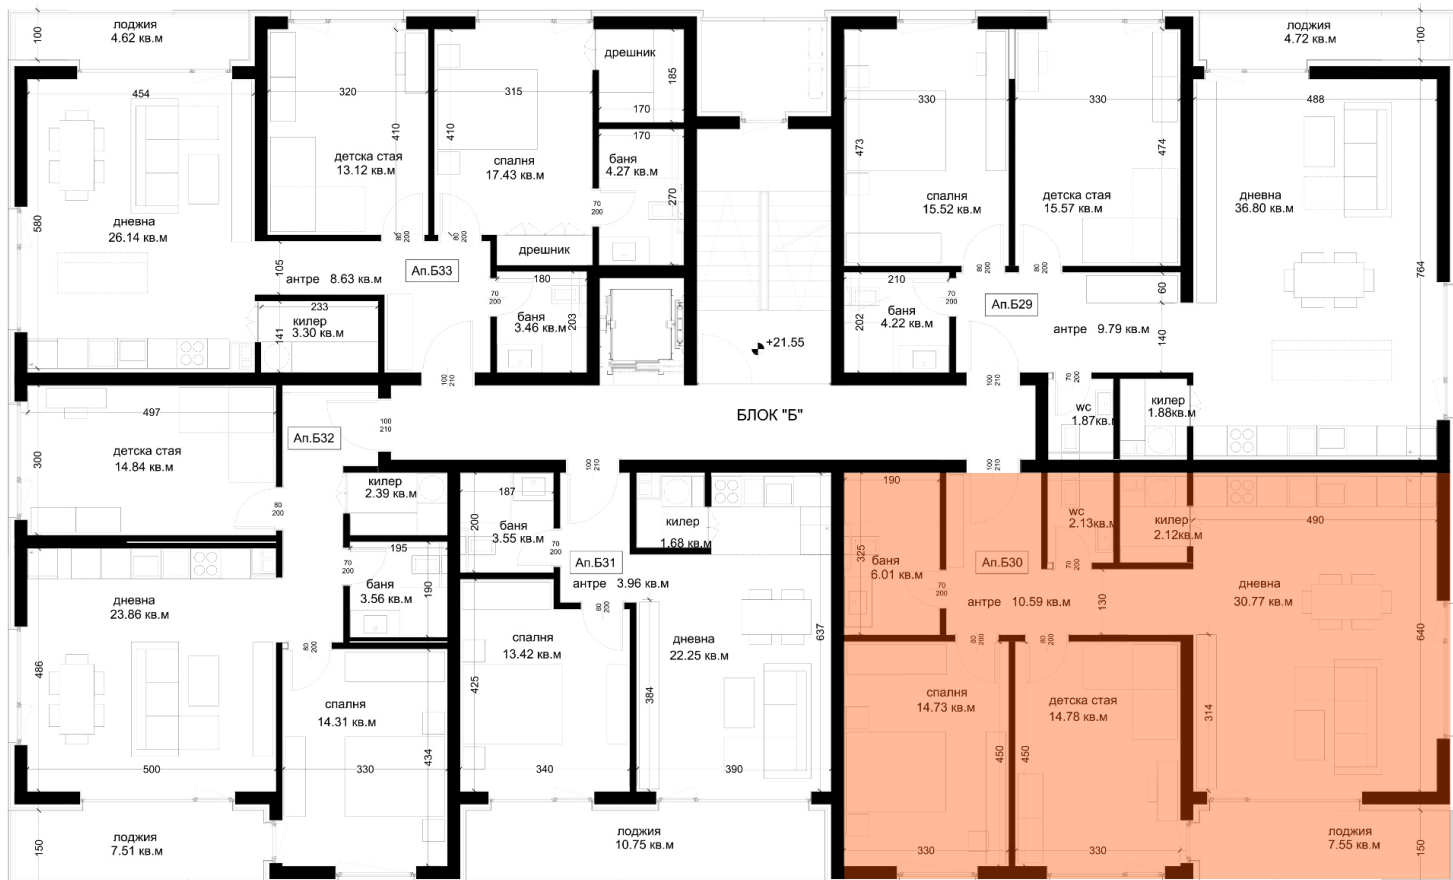 лоджия
4.62 кв.м
100
454
580
дневна
26.14 кв.м
320
410
детска стая
13.12 кв.м
315
410
спалня
17.43 кв.м
дрешник
185
170
170
баня
4.27 кв.м
270
70
200
дрешник
80
200
80
200
105
антре 8.63 кв.м
Ап.Б33
233
141
килер
3.30 кв.м
180
70
200
баня
3.46 кв.м
203
100
210
+21.55
БЛОК "Б"
330
473
спалня
15.52 кв.м
330
474
детска стая
15.57 кв.м
лоджия
4.72 кв.м
100
488
дневна
36.80 кв.м
764
80
200
80
200
210
202
баня
4.22 кв.м
70
200
Ап.Б29
60
антре 9.79 кв.м
140
100
210
70
200
wc
1.87кв.м
килер
1.88кв.м
497
300
детска стая
14.84 кв.м
Ап.Б32
100
210
80
200
килер
2.39 кв.м
195
70
200
баня
3.56 кв.м
190
дневна
23.86 кв.м
486
500
80
200
спалня
14.31 кв.м
330
434
лоджия
7.51 кв.м
150
100
210
187
200
баня
3.55 кв.м
70
200
Ап.Б31
антре 3.96 кв.м
80
200
килер
1.68 кв.м
637
спалня
13.42 кв.м
425
340
дневна
22.25 кв.м
384
390
лоджия
10.75 кв.м
100
210
190
325
баня
6.01 кв.м
70
200
Ап.Б30
антре 10.59 кв.м
130
wc
2.13кв.м
70
200
килер
2.12кв.м
490
дневна
30.77 кв.м
640
314
80
200
80
200
спалня
14.73 кв.м
450
330
детска стая
14.78 кв.м
450
330
лоджия
7.55 кв.м
150